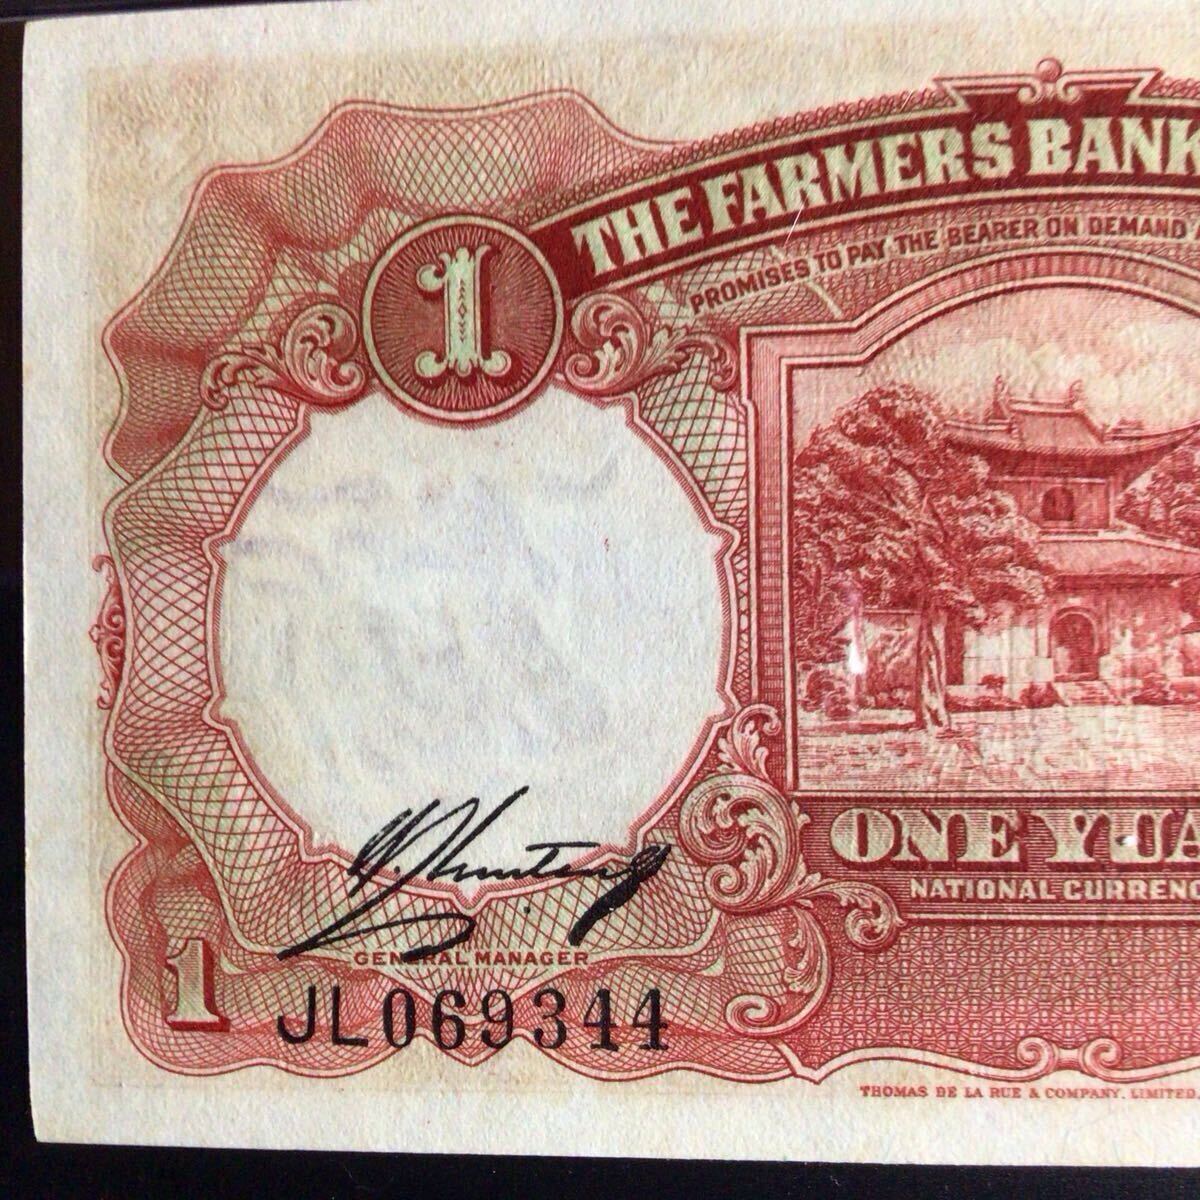 THE FARMERS BANK
PROMISES TO PAY THE BEARER ON DEMAND
1
ONE YUA
NATIONAL CURRENC
GENERAL MANAGER
1
JL069344
THOMAS DE LA RUE & COMPANY. LIMITED.